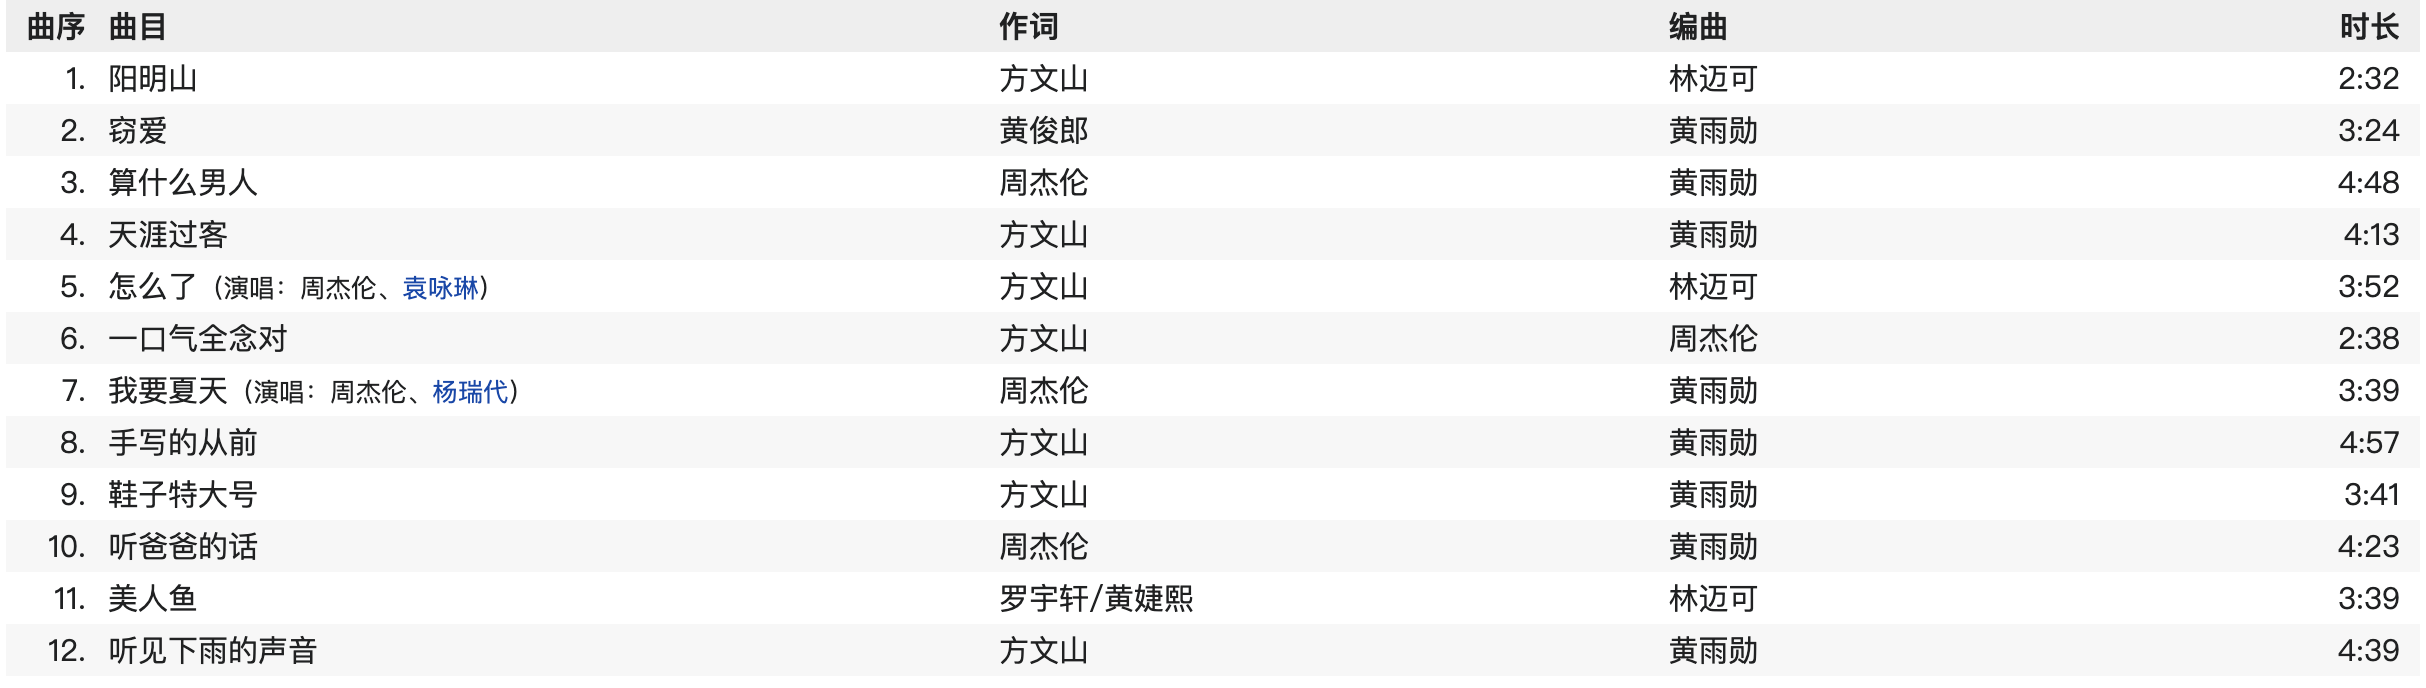 曲序 曲目 作词 编曲 时长
1. 阳明山 方文山 林迈可 2:32
2. 窃爱 黄俊郎 黄雨勋 3:24
3. 算什么男人 周杰伦 黄雨勋 4:48
4. 天涯过客 方文山 黄雨勋 4:13
5. 怎么了（演唱：周杰伦、袁咏琳） 方文山 林迈可 3:52
6. 一口气全念对 方文山 周杰伦 2:38
7. 我要夏天（演唱：周杰伦、杨瑞代） 周杰伦 黄雨勋 3:39
8. 手写的从前 方文山 黄雨勋 4:57
9. 鞋子特大号 方文山 黄雨勋 3:41
10. 听爸爸的话 周杰伦 黄雨勋 4:23
11. 美人鱼 罗宇轩/黄婕熙 林迈可 3:39
12. 听见下雨的声音 方文山 黄雨勋 4:39